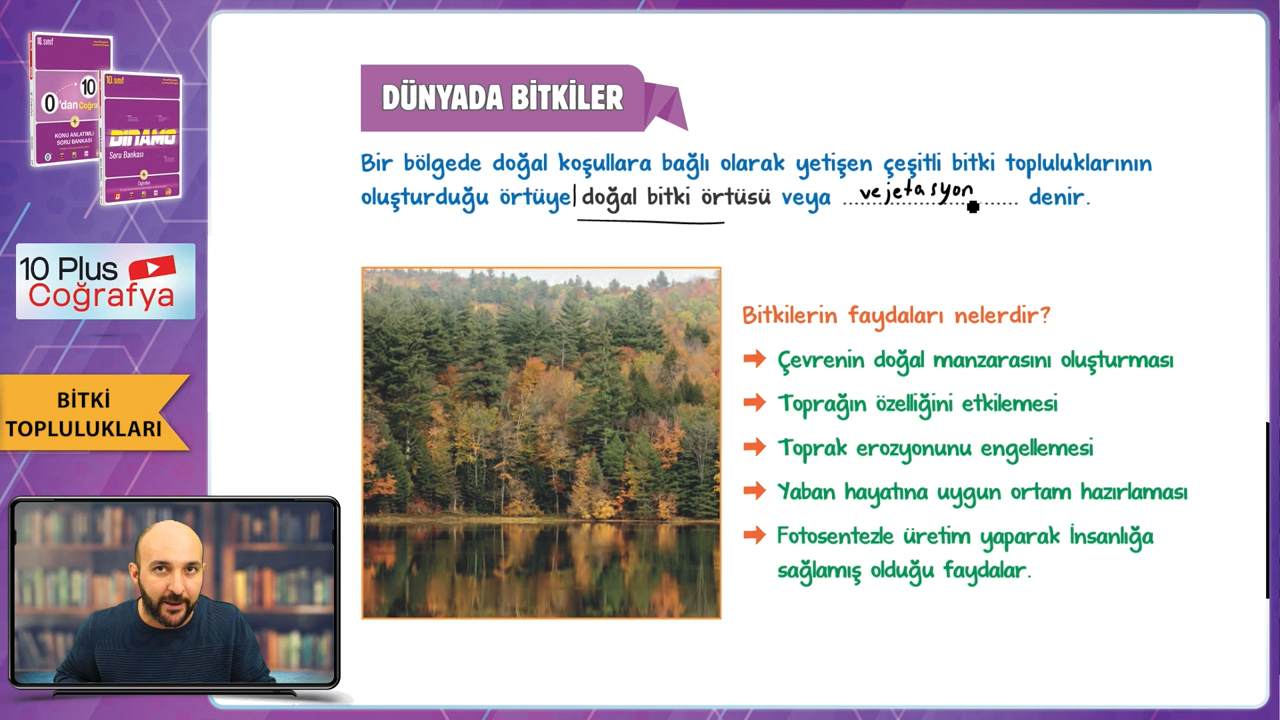 10. sınıf
10
0'dan
KONU ANLATIMLI
SORU BANKASI
10. sınıf
DİNAMO
Soru Bankası
Coğrafya
10 Plus
Coğrafya
BİTKİ
TOPLULUKLARI
DÜNYADA BİTKİLER
Bir bölgede doğal koşullara bağlı olarak yetişen çeşitli bitki topluluklarının
oluşturduğu örtüye doğal bitki örtüsü veya vejetasyon denir.
Bitkilerin faydaları nelerdir?
Çevrenin doğal manzarasını oluşturması
Toprağın özelliğini etkilemesi
Toprak erozyonunu engellemesi
Yaban hayatına uygun ortam hazırlaması
Fotosentezle üretim yaparak İnsanlığa
sağlamış olduğu faydalar.